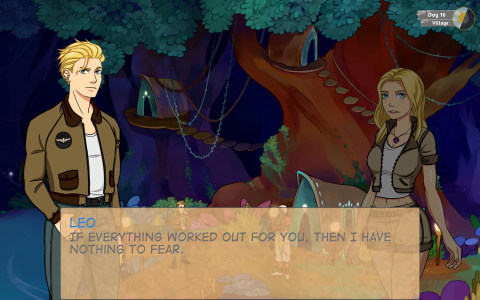 Day 16
Village
LEO
IF EVERYTHING WORKED OUT FOR YOU, THEN I HAVE
NOTHING TO FEAR.